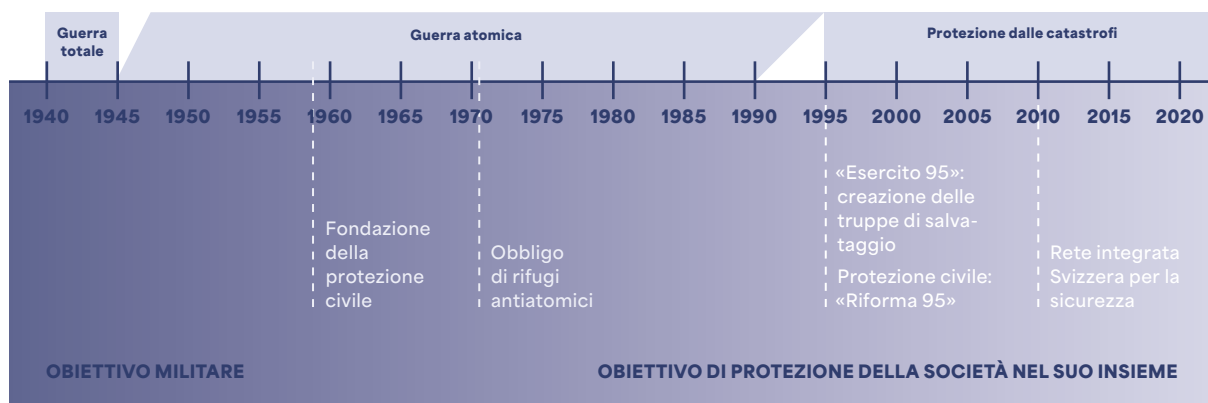 Guerra
totale
Guerra atomica
Protezione dalle catastrofi
1940 1945 1950 1955 1960 1965 1970 1975 1980 1985 1990 1995 2000 2005 2010 2015 2020
Fondazione
della
protezione
civile
Obbligo
di rifugi
antiatomici
«Esercito 95»:
creazione delle
truppe di salva-
taggio
Protezione civile:
«Riforma 95»
Rete integrata
Svizzera per la
sicurezza
OBIETTIVO MILITARE
OBIETTIVO DI PROTEZIONE DELLA SOCIETÀ NEL SUO INSIEME